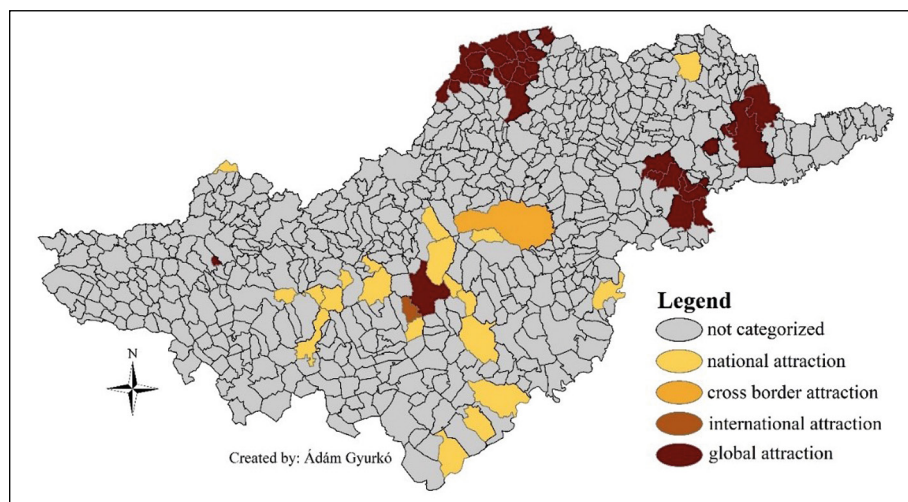 Legend
not categorized
national attraction
cross border attraction
international attraction
global attraction
N
Created by: Ádám Gyurkó